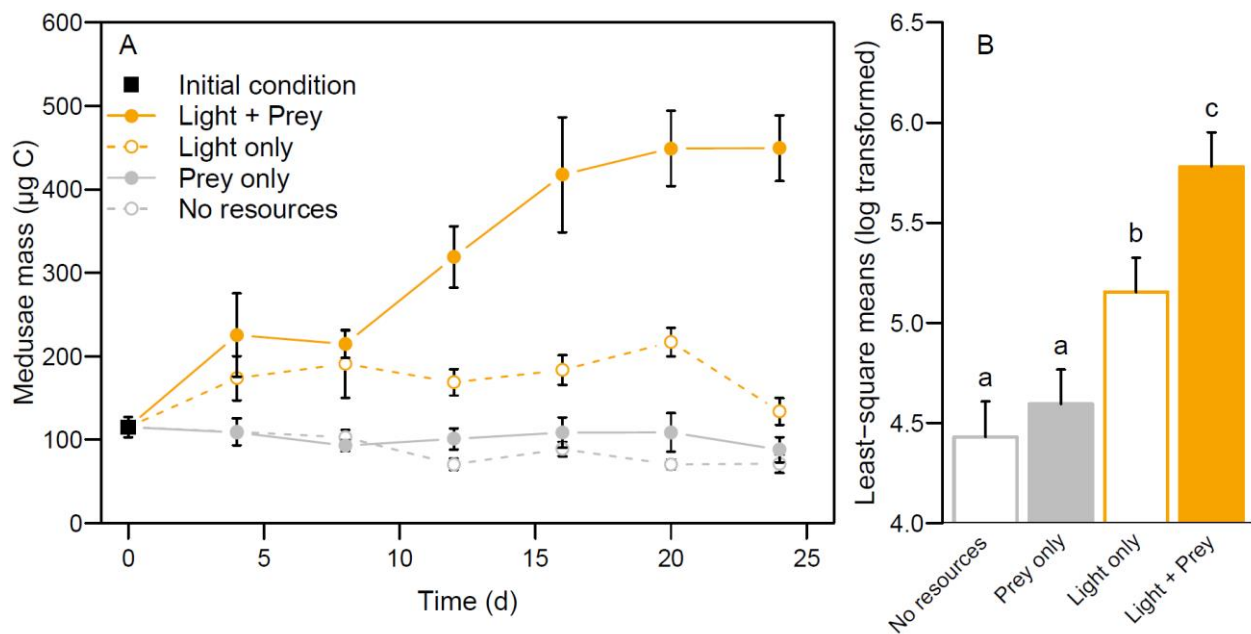 A
Initial condition
Light + Prey
Light only
Prey only
No resources
Medusae mass (µg C)
600
500
400
300
200
100
0
0 5 10 15 20 25
Time (d)
B
Least−square means (log transformed)
6.5
6.0
5.5
5.0
4.5
4.0
a
a
b
c
No resources
Prey only
Light only
Light + Prey